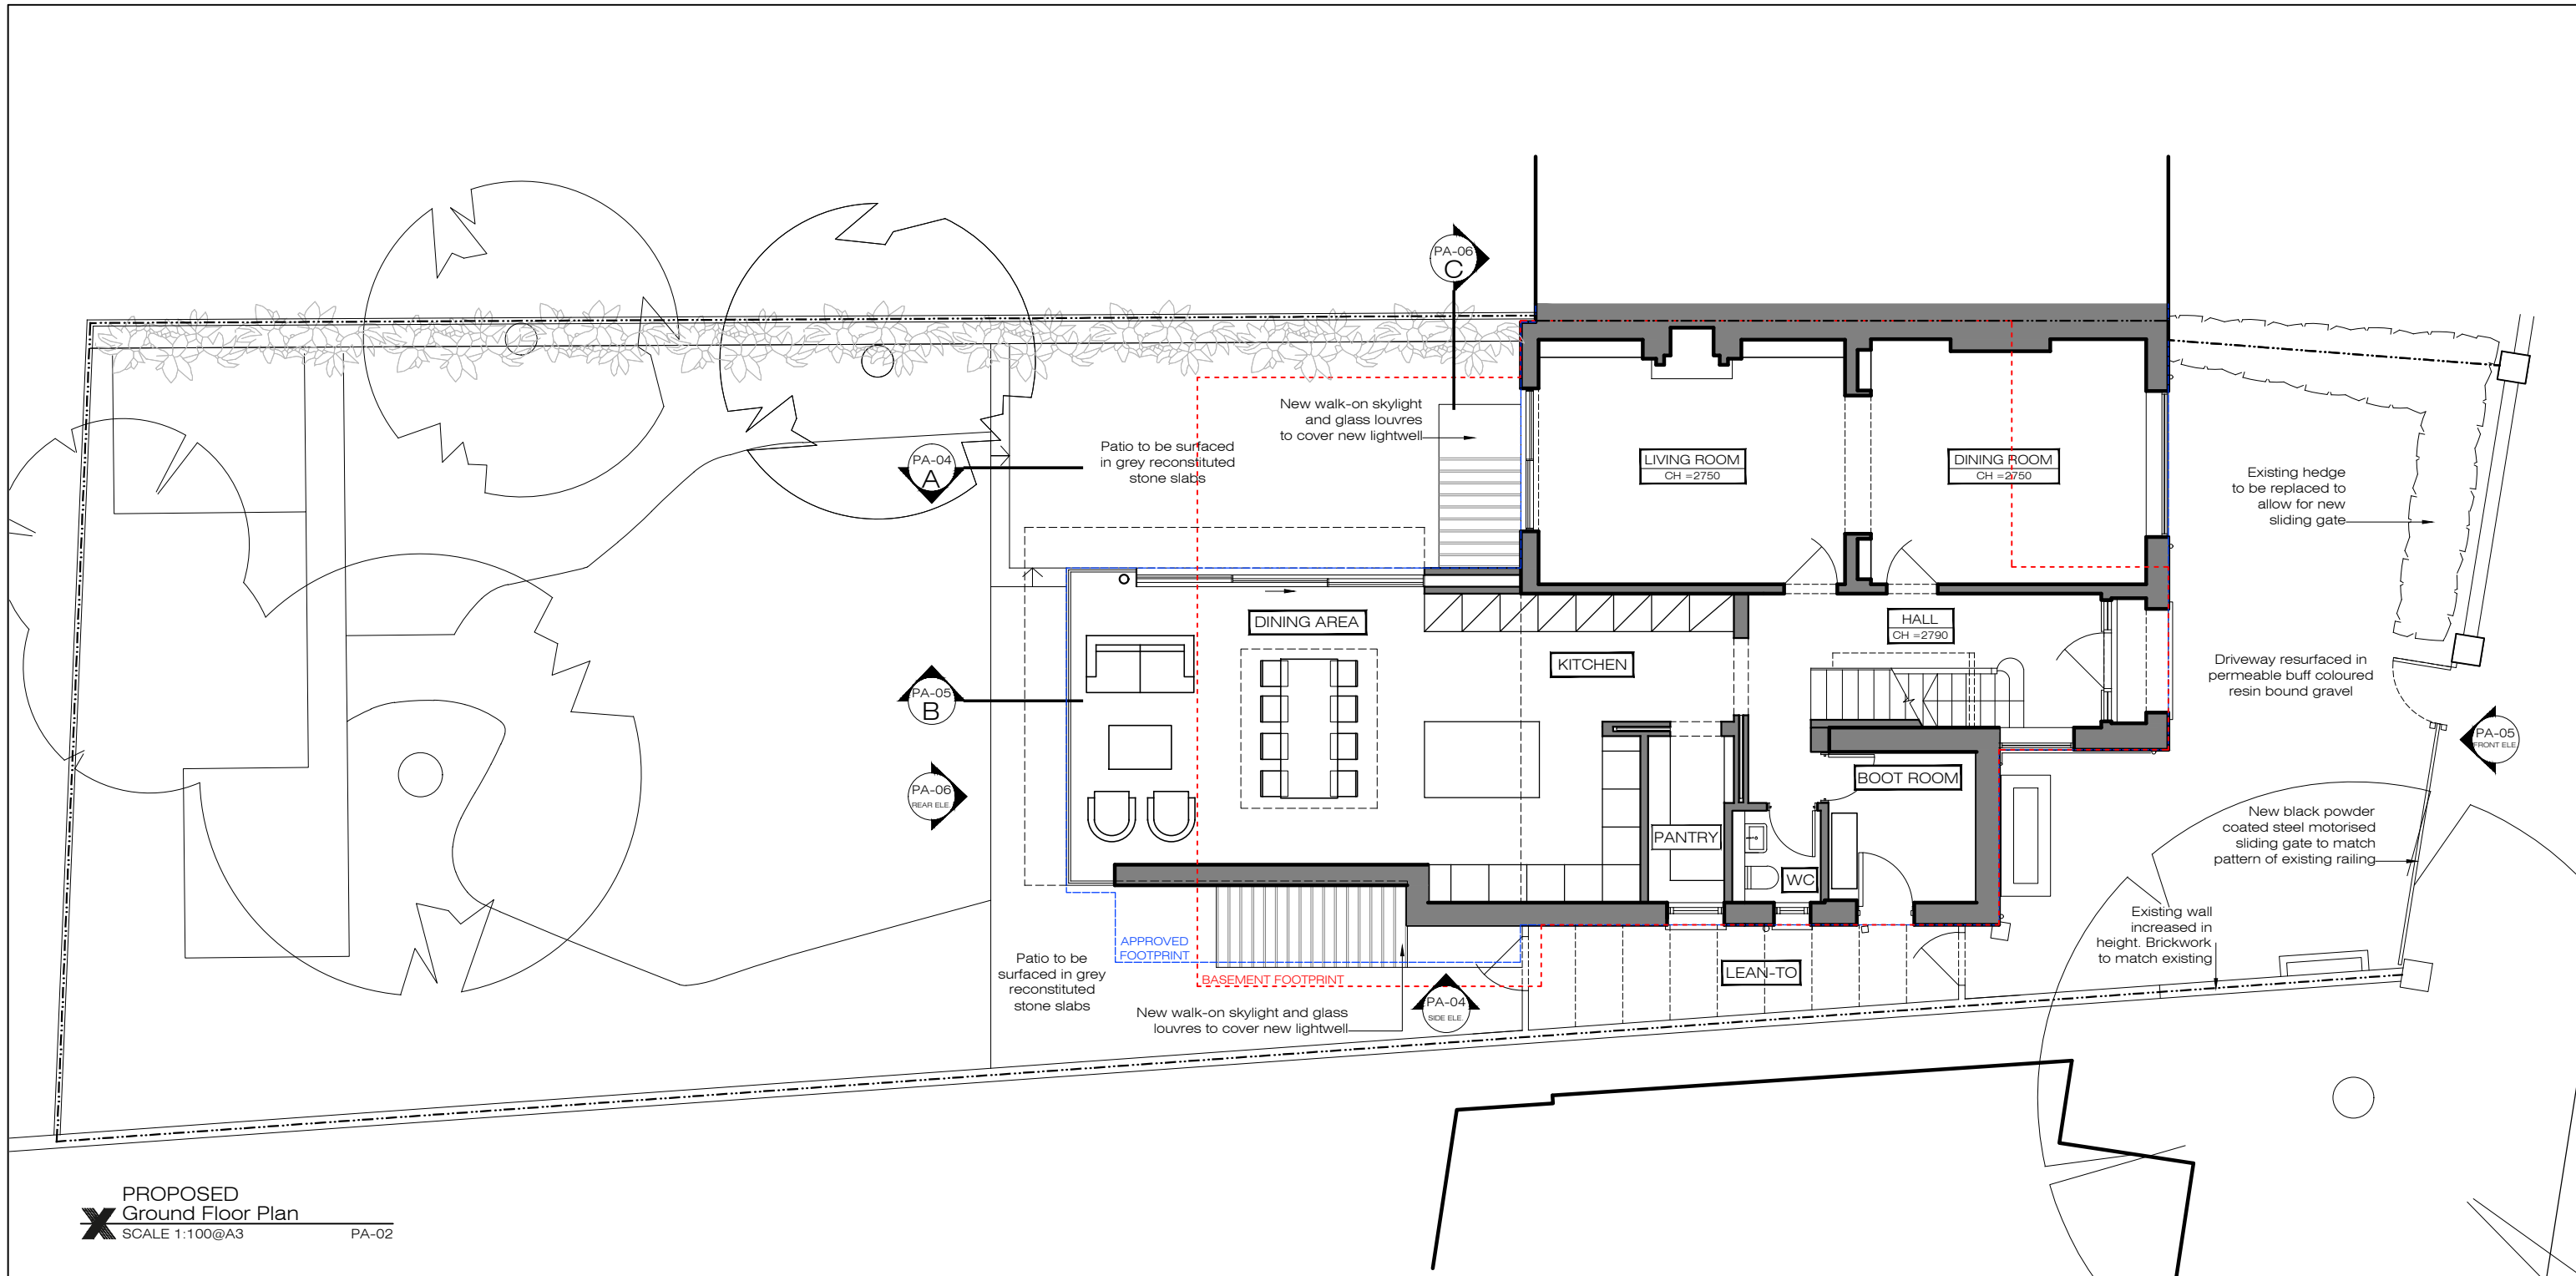 PA-06
C
New walk-on skylight
and glass louvres
to cover new lightwell
Patio to be surfaced
in grey reconstituted
stone slabs
PA-04
A
LIVING ROOM
CH =2750
DINING ROOM
CH =2750
Existing hedge
to be replaced to
allow for new
sliding gate
DINING AREA
HALL
CH =2790
KITCHEN
Driveway resurfaced in
permeable buff coloured
resin bound gravel
PA-05
B
PA-05
FRONT ELE.
PA-06
REAR ELE.
BOOT ROOM
New black powder
coated steel motorised
sliding gate to match
pattern of existing railing
PANTRY
WC
Existing wall
increased in
height. Brickwork
to match existing
APPROVED
FOOTPRINT
BASEMENT FOOTPRINT
LEAN-TO
Patio to be
surfaced in grey
reconstituted
stone slabs
New walk-on skylight and glass
louvres to cover new lightwell
PA-04
SIDE ELE.
PROPOSED
Ground Floor Plan
SCALE 1:100@A3
PA-02